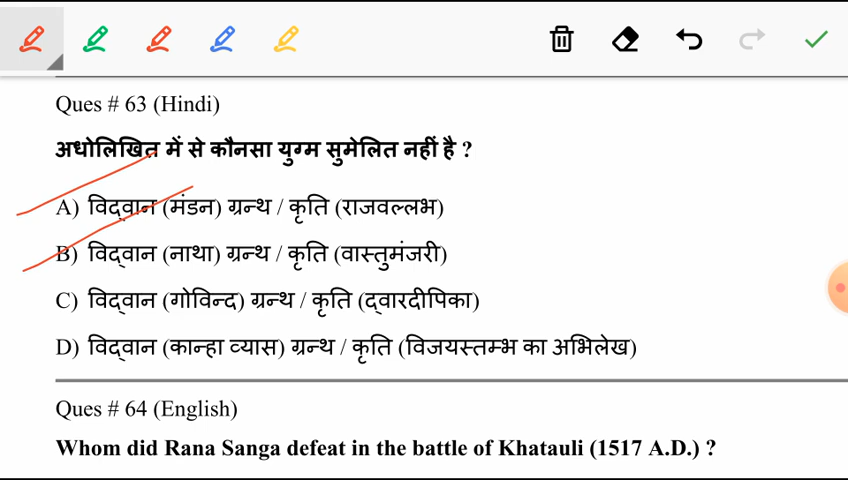 Ques # 63 (Hindi)
अधोलिखित में से कौनसा युग्म सुमेलित नहीं है ?
A) विद्वान (मंडन) ग्रन्थ / कृति (राजवल्लभ)
B) विद्वान (नाथा) ग्रन्थ / कृति (वास्तुमंजरी)
C) विद्वान (गोविन्द) ग्रन्थ / कृति (द्वारदीपिका)
D) विद्वान (कान्हा व्यास) ग्रन्थ / कृति (विजयस्तम्भ का अभिलेख)
Ques # 64 (English)
Whom did Rana Sanga defeat in the battle of Khatauli (1517 A.D.) ?